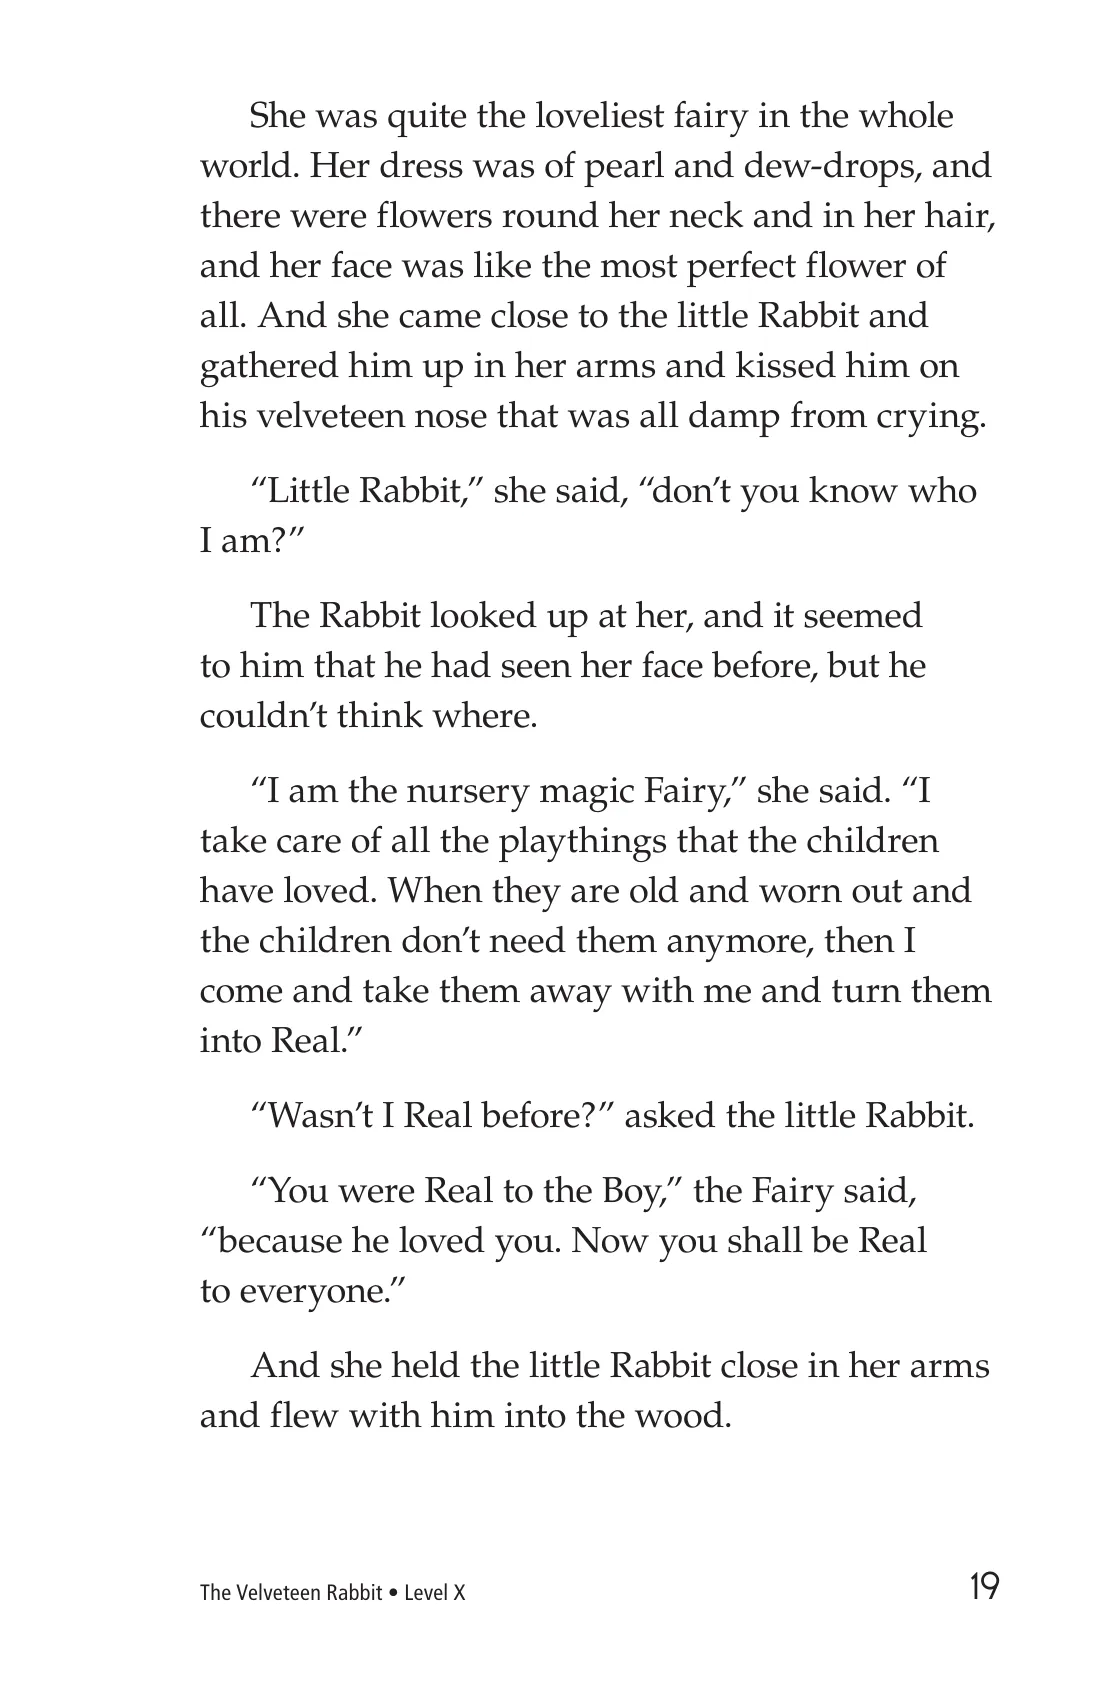 She was quite the loveliest fairy in the whole
world. Her dress was of pearl and dew-drops, and
there were flowers round her neck and in her hair,
and her face was like the most perfect flower of
all. And she came close to the little Rabbit and
gathered him up in her arms and kissed him on
his velveteen nose that was all damp from crying.
“Little Rabbit,” she said, “don’t you know who
I am?”
The Rabbit looked up at her, and it seemed
to him that he had seen her face before, but he
couldn’t think where.
“I am the nursery magic Fairy,” she said. “I
take care of all the playthings that the children
have loved. When they are old and worn out and
the children don’t need them anymore, then I
come and take them away with me and turn them
into Real.”
“Wasn’t I Real before?” asked the little Rabbit.
“You were Real to the Boy,” the Fairy said,
“because he loved you. Now you shall be Real
to everyone.”
And she held the little Rabbit close in her arms
and flew with him into the wood.
The Velveteen Rabbit • Level X
19